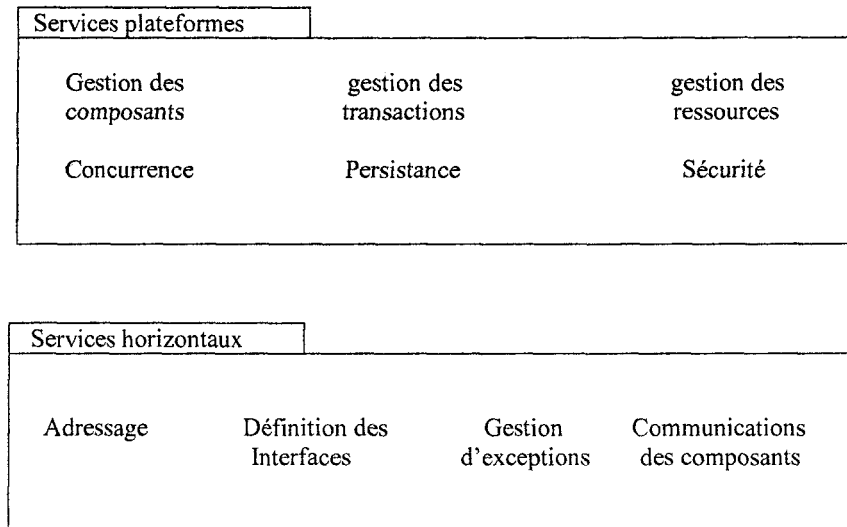 Services plateformes
Gestion des gestion des gestion des
composants transactions ressources
Concurrence Persistance Sécurité
Services horizontaux
Adressage Définition des Gestion Communications
Interfaces d'exceptions des composants